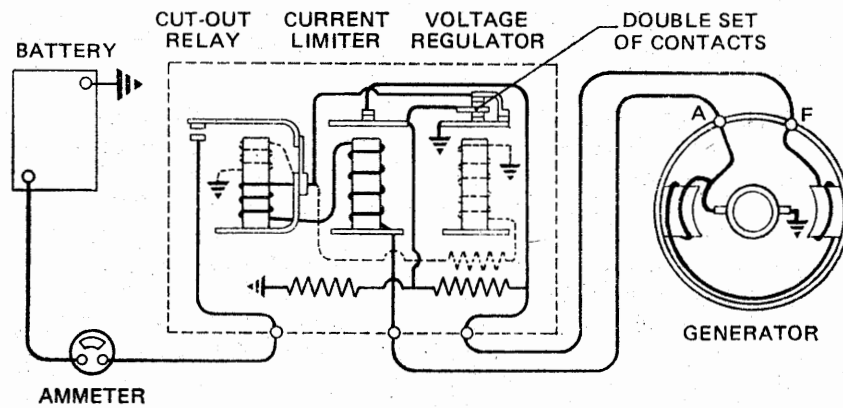 CUT-OUT
RELAY
CURRENT
LIMITER
VOLTAGE
REGULATOR
DOUBLE SET
OF CONTACTS
BATTERY
A
F
GENERATOR
AMMETER